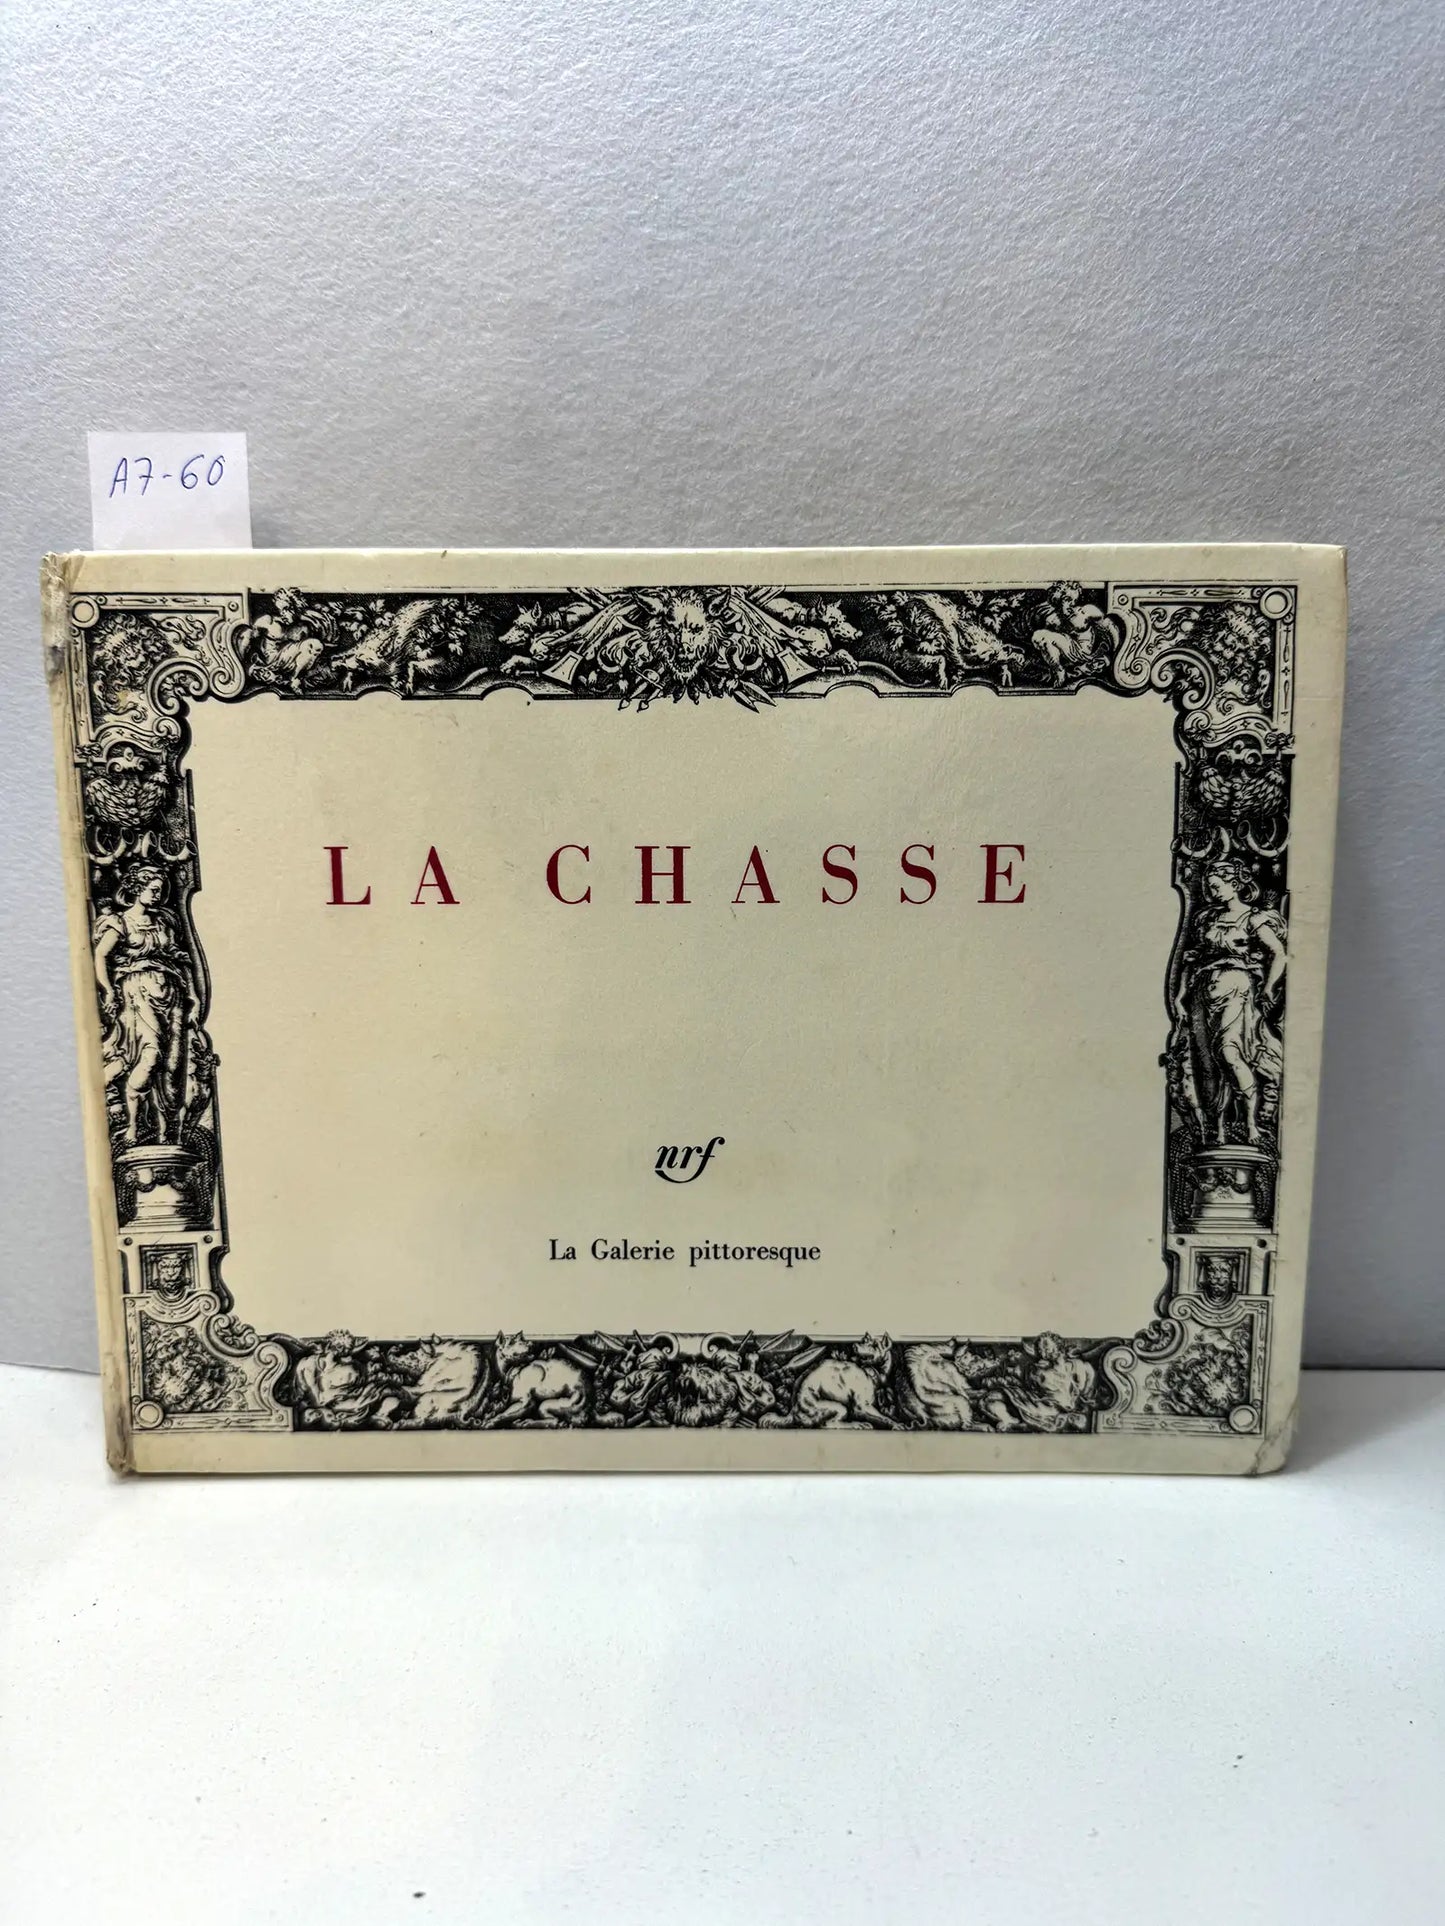 A7-60
LA CHASSE
nrf
La Galerie pittoresque